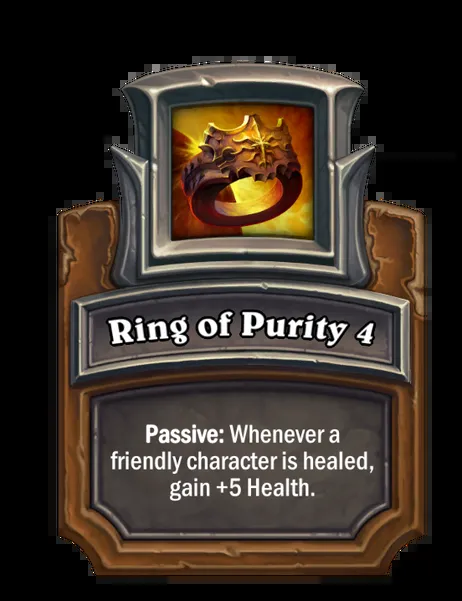 Ring of Purity 4
Passive: Whenever a
friendly character is healed,
gain +5 Health.